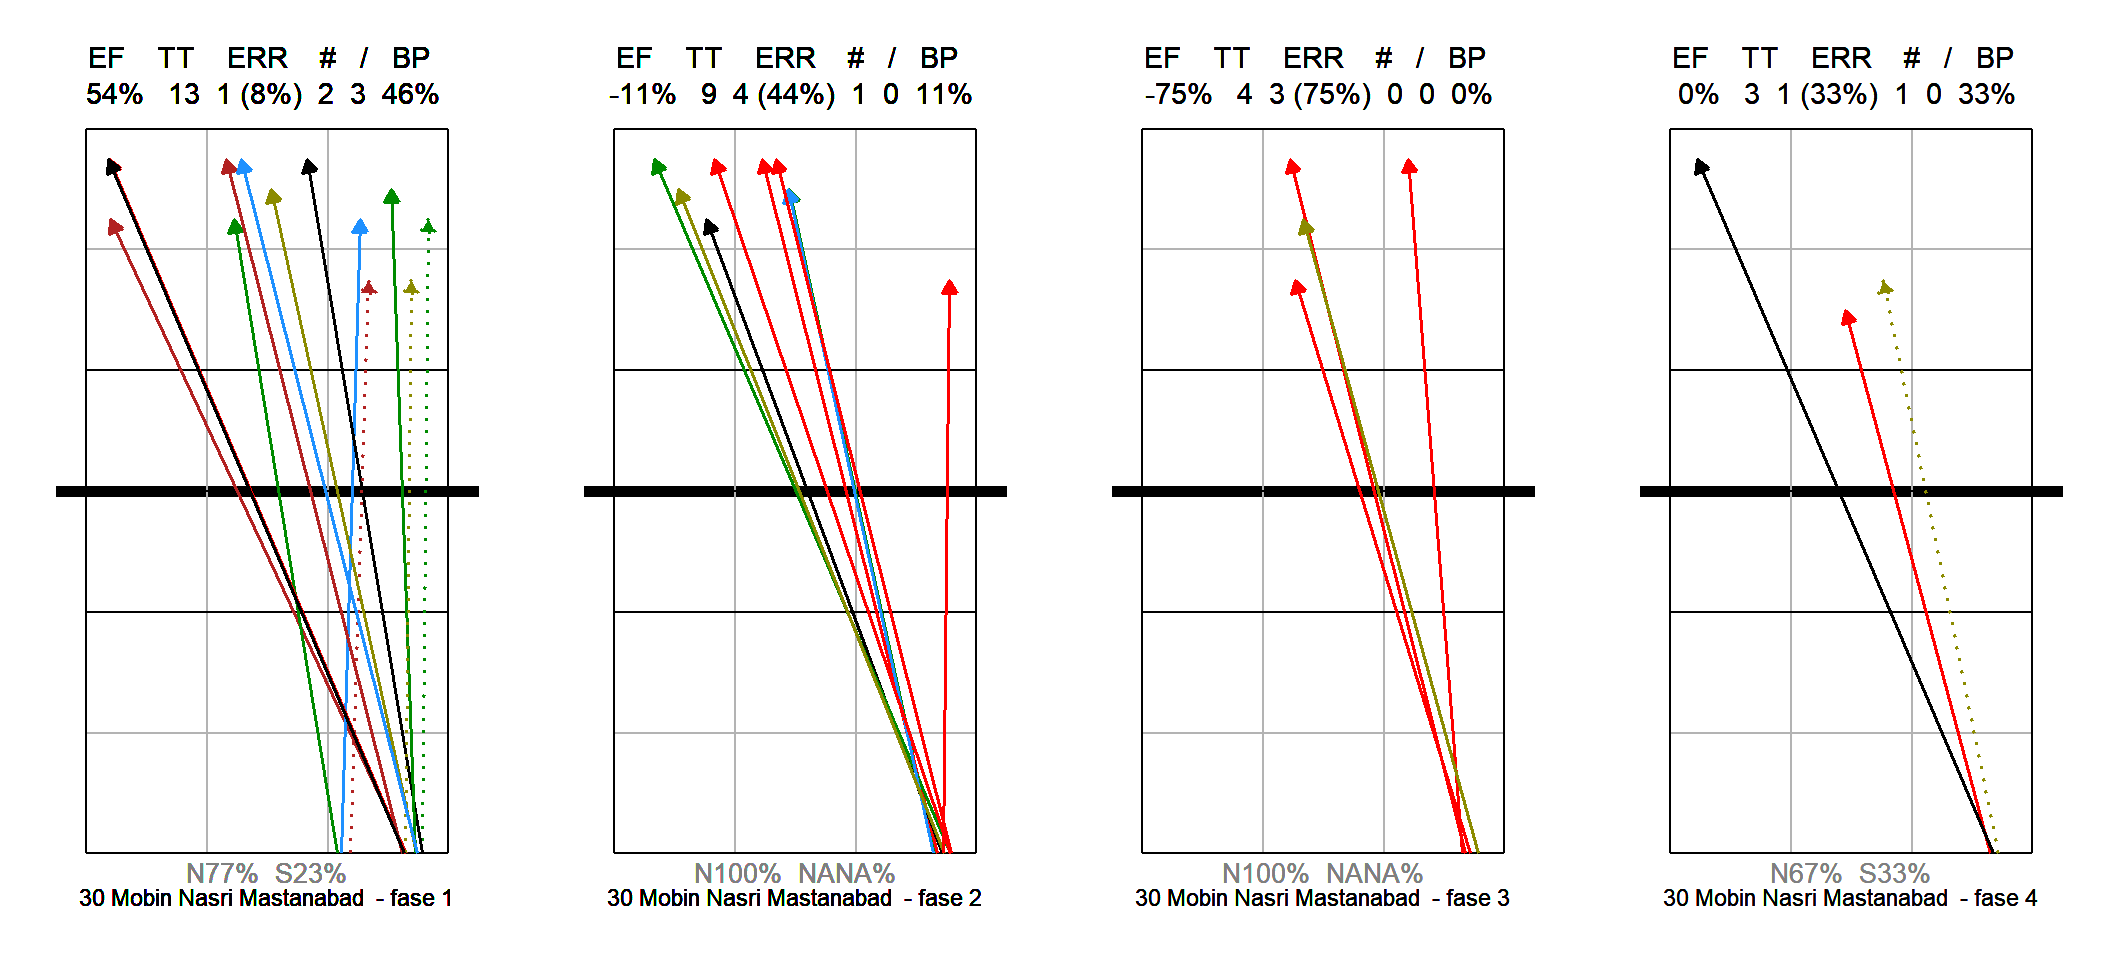 EF TT ERR # / BP
54% 13 1 (8%) 2 3 46%
N77% S23%
30 Mobin Nasri Mastanabad - fase 1
EF TT ERR # / BP
-11% 9 4 (44%) 1 0 11%
N100% NANA%
30 Mobin Nasri Mastanabad - fase 2
EF TT ERR # / BP
-75% 4 3 (75%) 0 0 0%
N100% NANA%
30 Mobin Nasri Mastanabad - fase 3
EF TT ERR # / BP
0% 3 1 (33%) 1 0 33%
N67% S33%
30 Mobin Nasri Mastanabad - fase 4